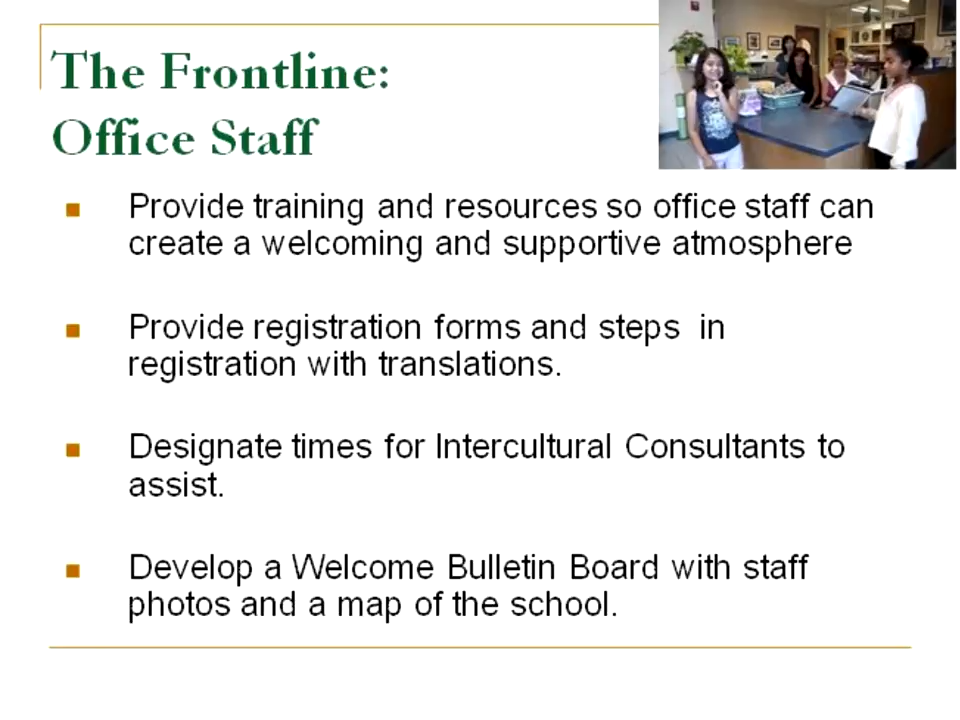 The Frontline:
Office Staff
Provide training and resources so office staff can
create a welcoming and supportive atmosphere
Provide registration forms and steps in
registration with translations.
Designate times for Intercultural Consultants to
assist.
Develop a Welcome Bulletin Board with staff
photos and a map of the school.